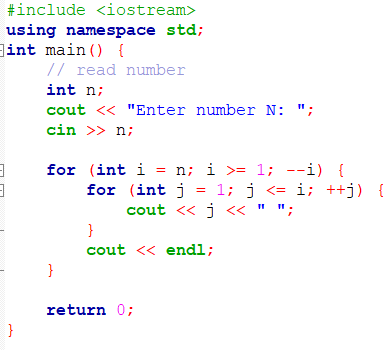 #include <iostream>
using namespace std;
int main() {
    // read number
    int n;
    cout << "Enter number N: ";
    cin >> n;

    for (int i = n; i >= 1; --i) {
        for (int j = 1; j <= i; ++j) {
            cout << j << " ";
        }
        cout << endl;
    }

    return 0;
}